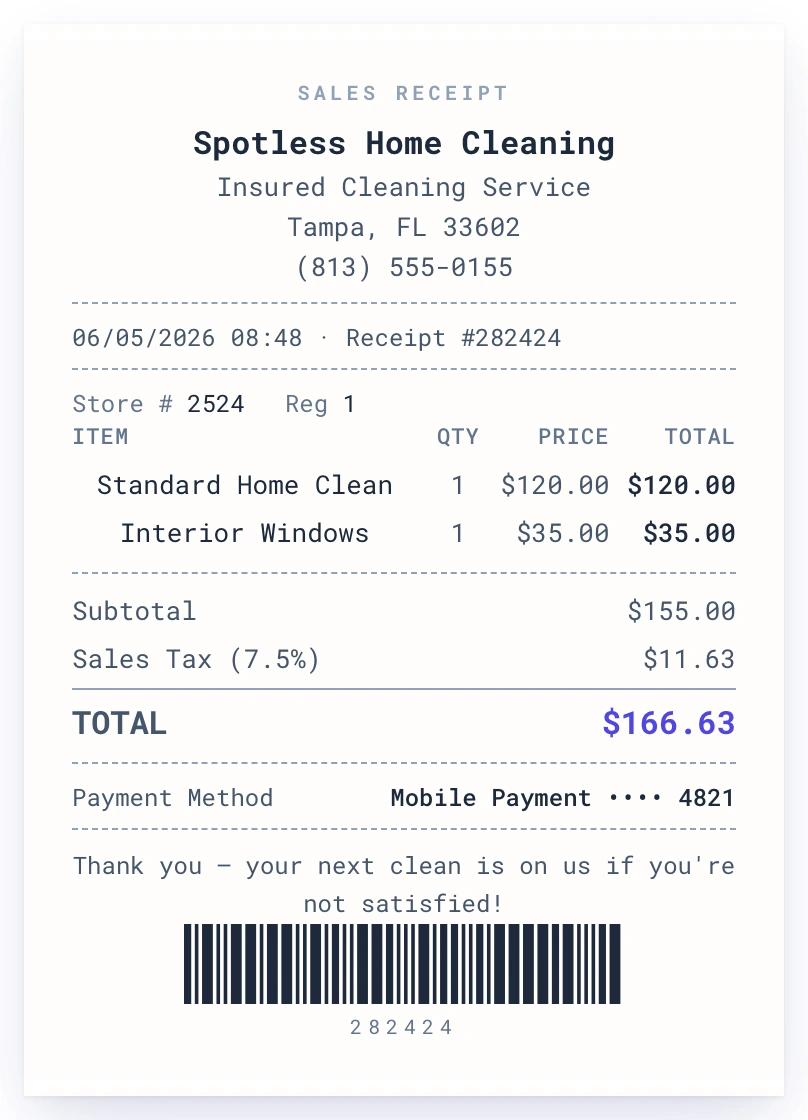 SALES RECEIPT
Spotless Home Cleaning
Insured Cleaning Service
Tampa, FL 33602
(813) 555-0155
06/05/2026 08:48 · Receipt #282424
Store # 2524 Reg 1
ITEM QTY PRICE TOTAL
Standard Home Clean 1 $120.00 $120.00
Interior Windows 1 $35.00 $35.00
Subtotal $155.00
Sales Tax (7.5%) $11.63
TOTAL $166.63
Payment Method Mobile Payment •••• 4821
Thank you — your next clean is on us if you're
not satisfied!
282424